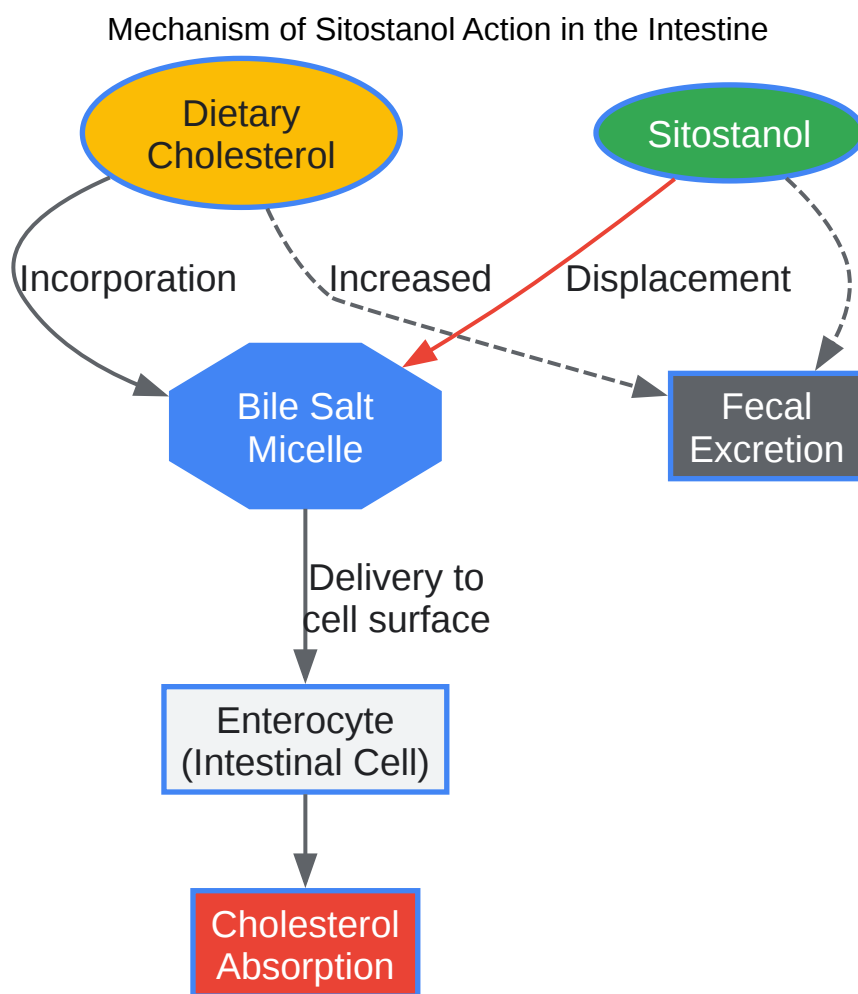 Mechanism of Sitostanol Action in the Intestine
Dietary
Cholesterol
Sitostanol
Incorporation
Increased
Displacement
Bile Salt
Micelle
Fecal
Excretion
Delivery to
cell surface
Enterocyte
(Intestinal Cell)
Cholesterol
Absorption